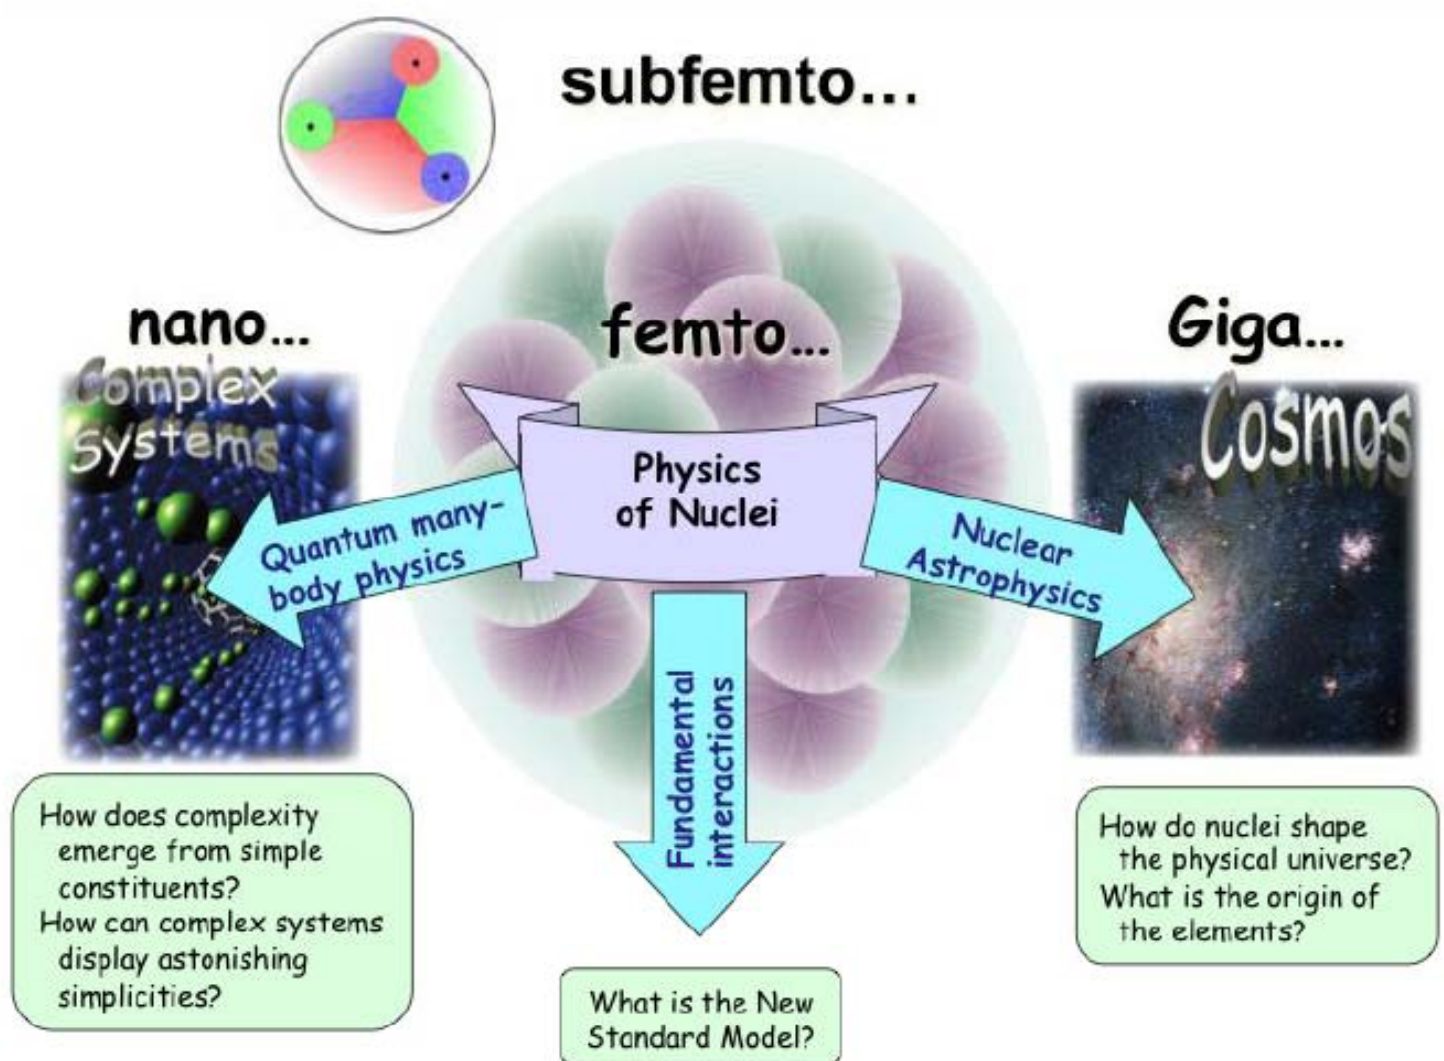 subfemto...
nano...
femto...
Giga...
Complex
Systems
Cosmos
Physics
of Nuclei
Quantum many-
body physics
Nuclear
Astrophysics
Fundamental
interactions
How does complexity
emerge from simple
constituents?
How can complex systems
display astonishing
simplicities?
What is the New
Standard Model?
How do nuclei shape
the physical universe?
What is the origin of
the elements?